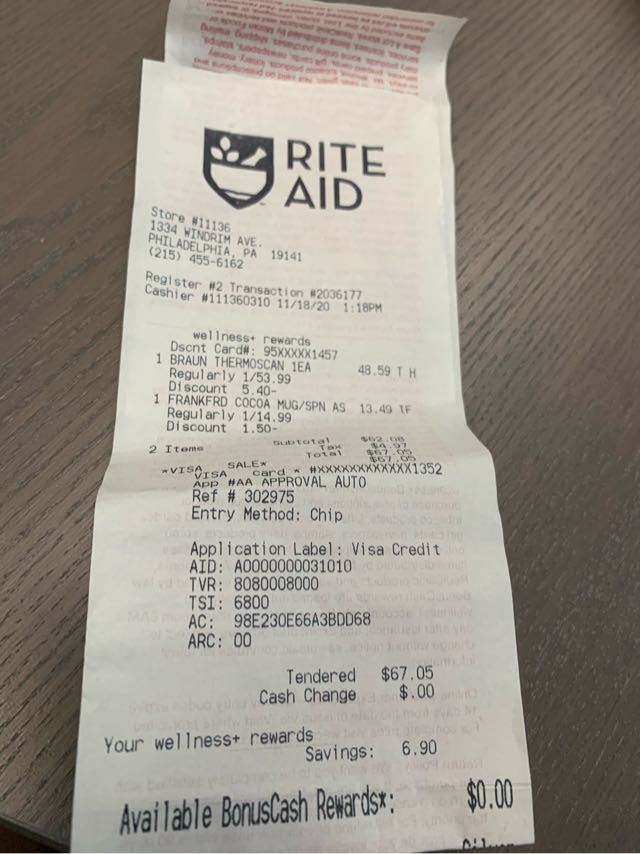 RITE
AID
Store #11136
1334 WINDRIM AVE.
PHILADELPHIA, PA 19141
(215) 455-6162
Register #2 Transaction #2036177
Cashier #111360310 11/18/20 1:18PM
wellness+ rewards
Dscnt Card#: 95XXXXX1457
1 BRAUN THERMOSCAN 1EA 48.59 T H
Regularly 1/53.99
Discount 5.40-
1 FRANKFRD COCOA MUG/SPN AS 13.49 TF
Regularly 1/14.99
Discount 1.50-
Subtotal $62.08
2 Items Tax $4.97
Total $67.05
$67.05
*VISA SALE*
VISA card * #XXXXXXXXXXXX1352
App #AA APPROVAL AUTO
Ref # 302975
Entry Method: Chip
Application Label: Visa Credit
AID: A0000000031010
TVR: 8080008000
TSI: 6800
AC: 98E230E66A3BDD68
ARC: 00
Tendered $67.05
Cash Change $.00
Your wellness+ rewards
Savings: 6.90
Available BonusCash Rewards*: $0.00